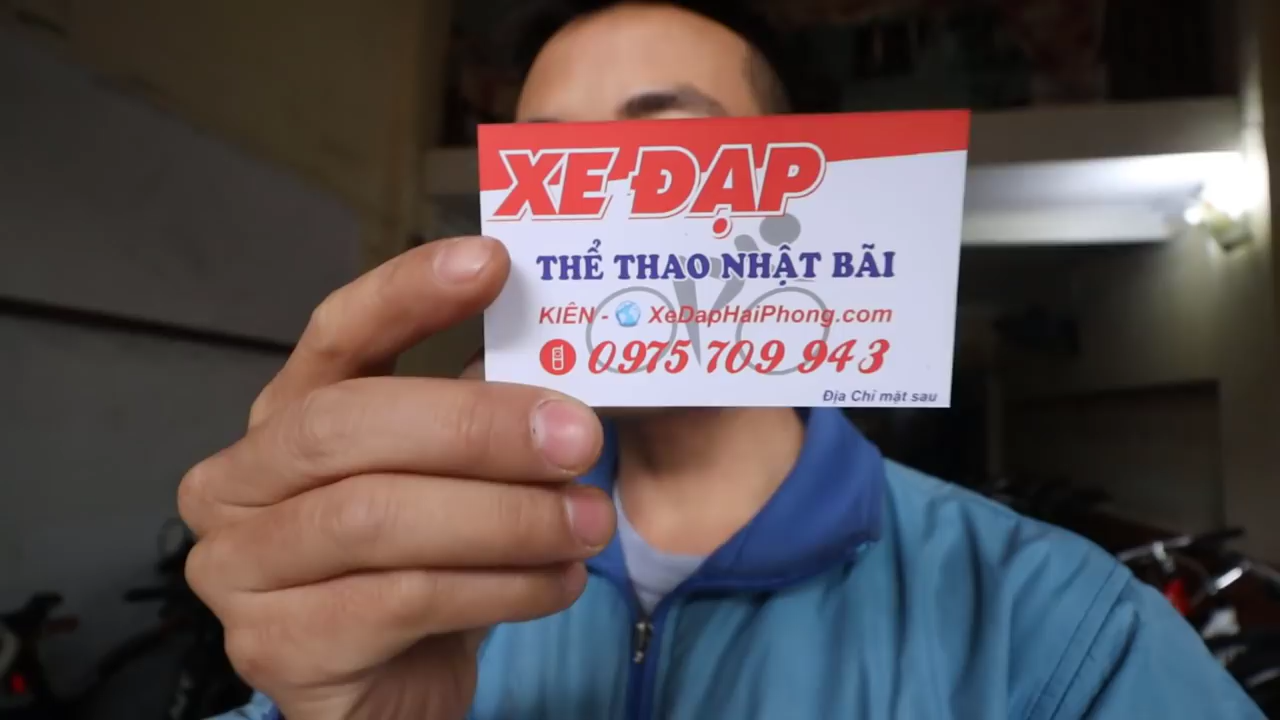 XE ĐẠP
THỂ THAO NHẬT BÃI
KIÊN - XeDapHaiPhong.com
0975 709 943
Địa Chỉ mặt sau